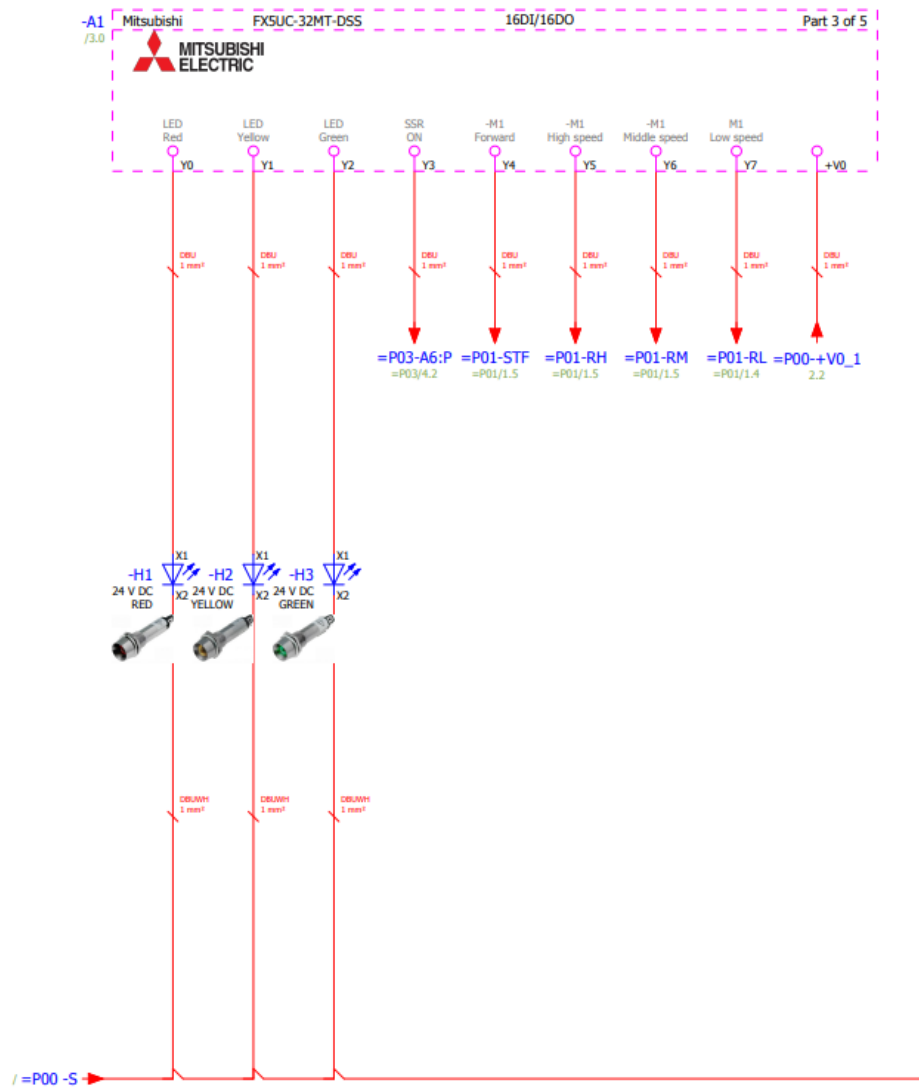 -A1 Mitsubishi FX5UC-32MT-DSS 16DI/16DO Part 3 of 5
/3.0
MITSUBISHI
ELECTRIC
LED LED LED SSR -M1 -M1 -M1 M1
Red Yellow Green ON Forward High speed Middle speed Low speed
Y0 Y1 Y2 Y3 Y4 Y5 Y6 Y7 +V0
DBU DBU DBU DBU DBU DBU DBU DBU DBU
1 mm² 1 mm² 1 mm² 1 mm² 1 mm² 1 mm² 1 mm² 1 mm² 1 mm²
=P03-A6:P =P01-STF =P01-RH =P01-RM =P01-RL =P00-+V0_1
=P03/4.2 =P01/1.5 =P01/1.5 =P01/1.5 =P01/1.4 2.2
X1 X1 X1
-H1 -H2 -H3
24 V DC X2 24 V DC X2 24 V DC X2
RED YELLOW GREEN
DBUWH DBUWH DBUWH
1 mm² 1 mm² 1 mm²
/ =P00 -S